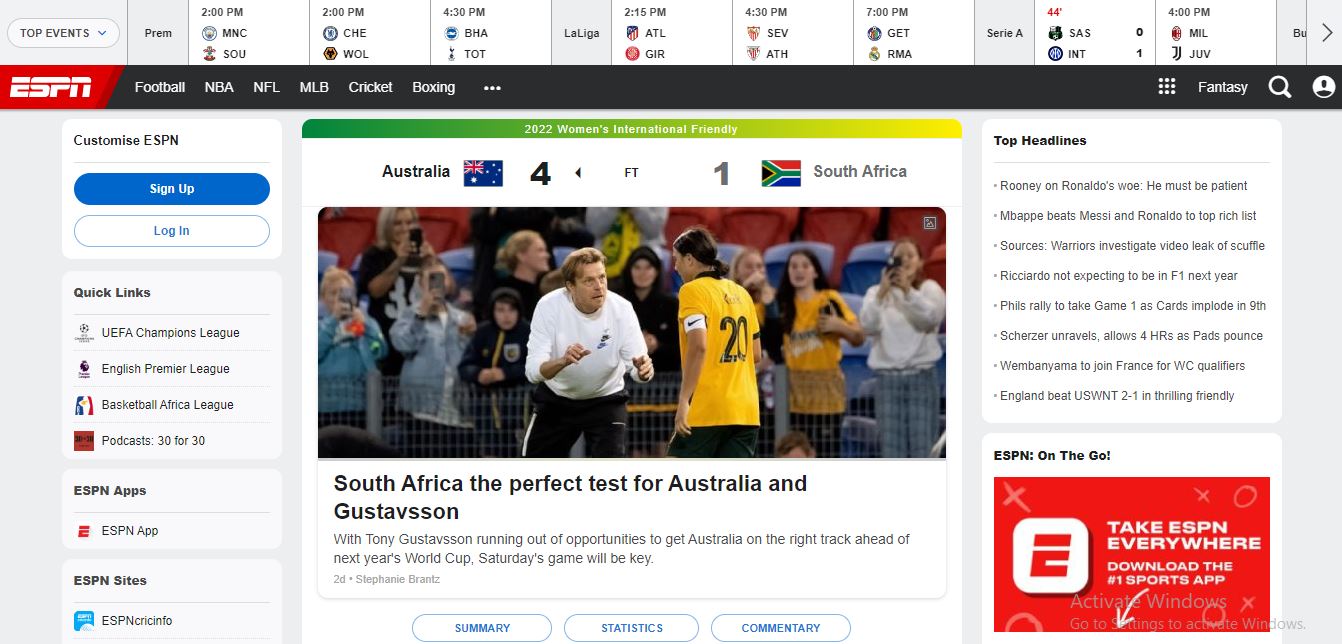 TOP EVENTS
Prem
2:00 PM
MNC
SOU
2:00 PM
CHE
WOL
4:30 PM
BHA
TOT
LaLiga
2:15 PM
ATL
GIR
4:30 PM
SEV
ATH
7:00 PM
GET
RMA
Serie A
44'
SAS 0
INT 1
4:00 PM
MIL
JUV
Bu
ESPN Football NBA NFL MLB Cricket Boxing ••• Fantasy
Customise ESPN
Sign Up
Log In
Quick Links
UEFA Champions League
English Premier League
Basketball Africa League
Podcasts: 30 for 30
ESPN Apps
ESPN App
ESPN Sites
ESPNcricinfo
2022 Women's International Friendly
Australia 4 FT 1 South Africa
20
South Africa the perfect test for Australia and
Gustavsson
With Tony Gustavsson running out of opportunities to get Australia on the right track ahead of
next year's World Cup, Saturday's game will be key.
2d • Stephanie Brantz
SUMMARY STATISTICS COMMENTARY
Top Headlines
Rooney on Ronaldo's woe: He must be patient
Mbappe beats Messi and Ronaldo to top rich list
Sources: Warriors investigate video leak of scuffle
Ricciardo not expecting to be in F1 next year
Phils rally to take Game 1 as Cards implode in 9th
Scherzer unravels, allows 4 HRs as Pads pounce
Wembanyama to join France for WC qualifiers
England beat USWNT 2-1 in thrilling friendly
ESPN: On The Go!
TAKE ESPN
EVERYWHERE
DOWNLOAD THE
#1 SPORTS APP
Activate Windows
Go to Settings to activate Windows.